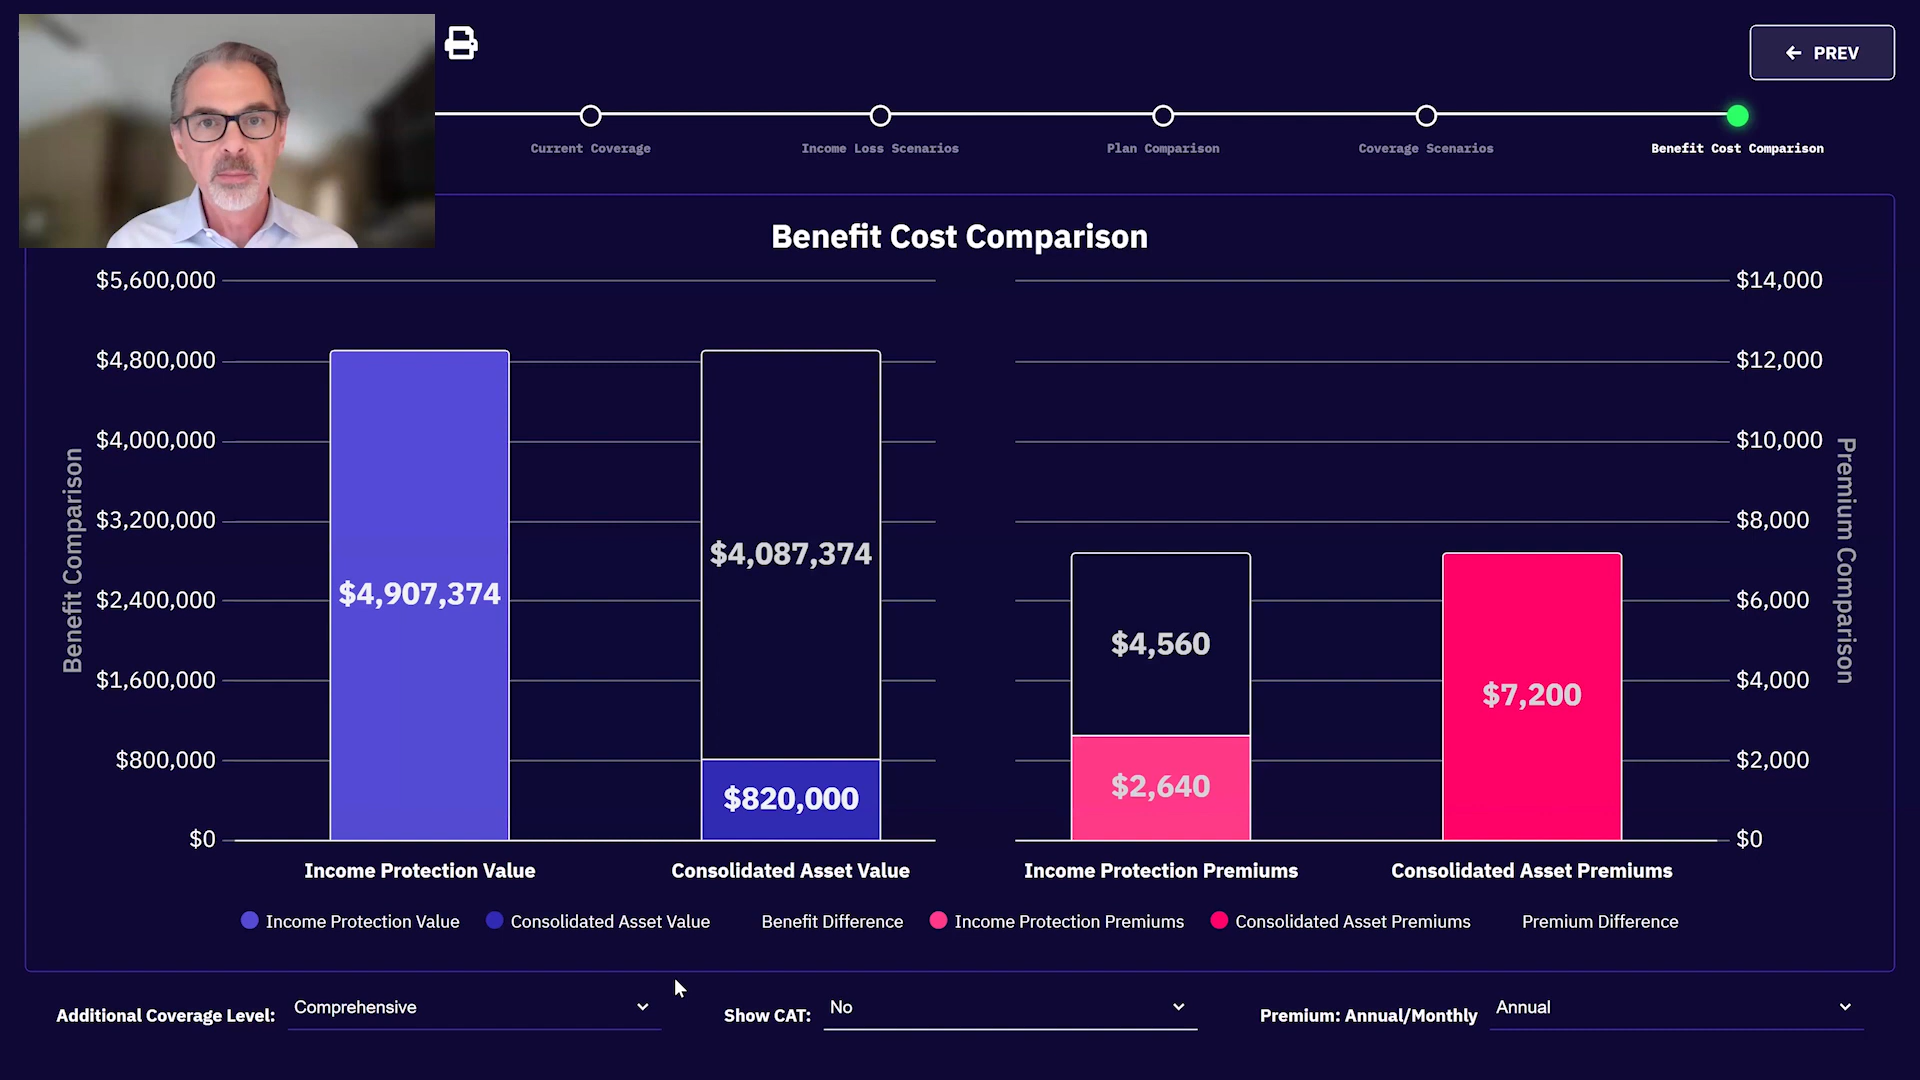 PREV
Current Coverage
Income Loss Scenarios
Plan Comparison
Coverage Scenarios
Benefit Cost Comparison
Benefit Cost Comparison
Benefit Comparison
$5,600,000
$4,800,000
$4,000,000
$3,200,000
$2,400,000
$1,600,000
$800,000
$0
$4,907,374
$4,087,374
$820,000
$4,560
$2,640
$7,200
$14,000
$12,000
$10,000
$8,000
$6,000
$4,000
$2,000
$0
Premium Comparison
Income Protection Value
Consolidated Asset Value
Income Protection Premiums
Consolidated Asset Premiums
Income Protection Value
Consolidated Asset Value
Benefit Difference
Income Protection Premiums
Consolidated Asset Premiums
Premium Difference
Additional Coverage Level: Comprehensive
Show CAT: No
Premium: Annual/Monthly Annual